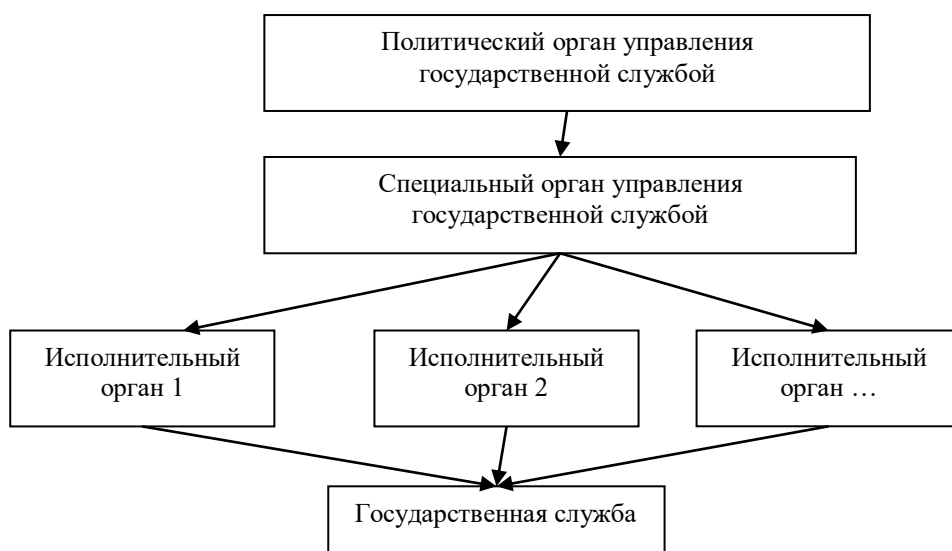 Политический орган управления
государственной службой
Специальный орган управления
государственной службой
Исполнительный
орган 1
Исполнительный
орган 2
Исполнительный
орган …
Государственная служба